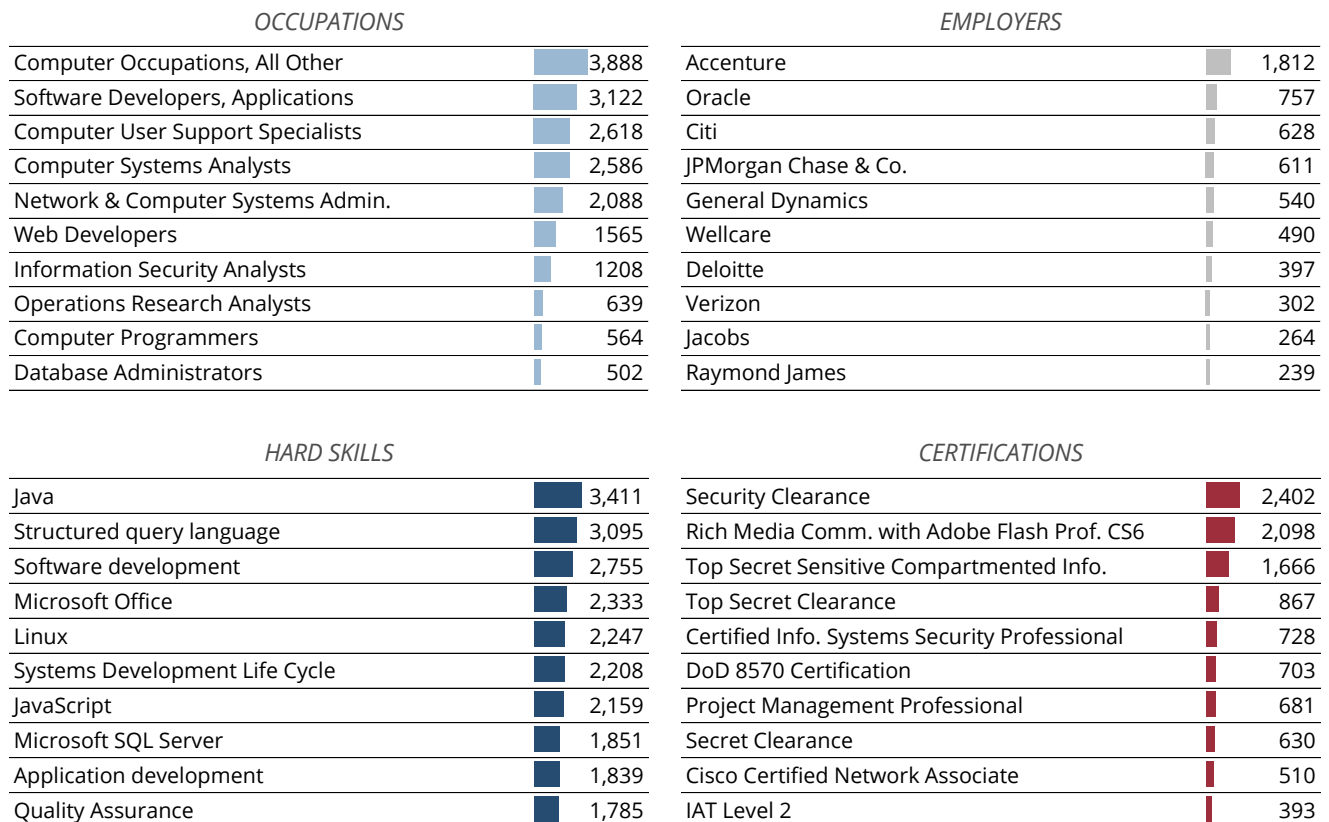 OCCUPATIONS
Computer Occupations, All Other 3,888
Software Developers, Applications 3,122
Computer User Support Specialists 2,618
Computer Systems Analysts 2,586
Network & Computer Systems Admin. 2,088
Web Developers 1565
Information Security Analysts 1208
Operations Research Analysts 639
Computer Programmers 564
Database Administrators 502
EMPLOYERS
Accenture 1,812
Oracle 757
Citi 628
JPMorgan Chase & Co. 611
General Dynamics 540
Wellcare 490
Deloitte 397
Verizon 302
Jacobs 264
Raymond James 239
HARD SKILLS
Java 3,411
Structured query language 3,095
Software development 2,755
Microsoft Office 2,333
Linux 2,247
Systems Development Life Cycle 2,208
JavaScript 2,159
Microsoft SQL Server 1,851
Application development 1,839
Quality Assurance 1,785
CERTIFICATIONS
Security Clearance 2,402
Rich Media Comm. with Adobe Flash Prof. CS6 2,098
Top Secret Sensitive Compartmented Info. 1,666
Top Secret Clearance 867
Certified Info. Systems Security Professional 728
DoD 8570 Certification 703
Project Management Professional 681
Secret Clearance 630
Cisco Certified Network Associate 510
IAT Level 2 393